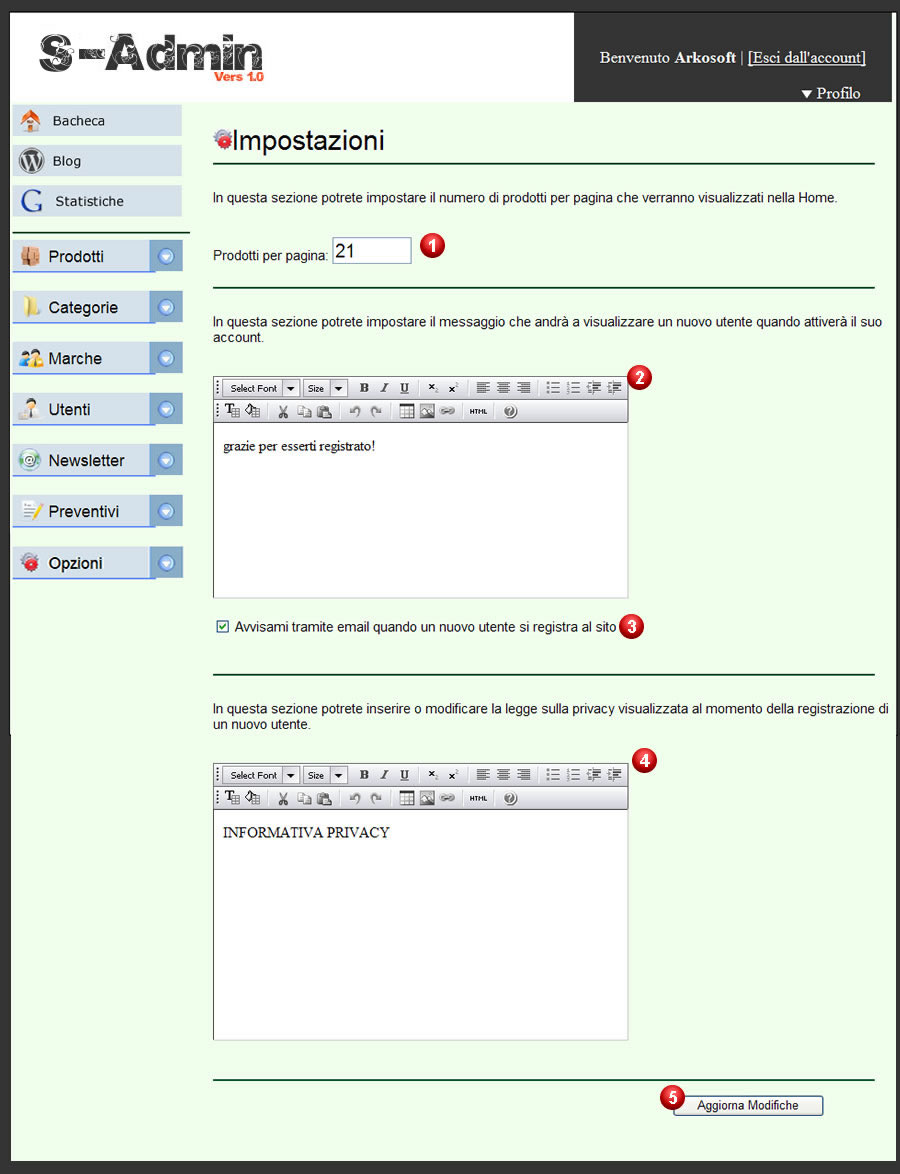 S-Admin
Vers 1.0
Benvenuto Arkosoft | [Esci dall'account]
Profilo
Bacheca
Blog
Statistiche
Prodotti
Categorie
Marche
Utenti
Newsletter
Preventivi
Opzioni
Impostazioni
In questa sezione potrete impostare il numero di prodotti per pagina che verranno visualizzati nella Home.
Prodotti per pagina: 21 1
In questa sezione potrete impostare il messaggio che andrà a visualizzare un nuovo utente quando attiverà il suo
account.
2
Select Font Size B I U x₂ x²
HTML
grazie per esserti registrato!
Avvisami tramite email quando un nuovo utente si registra al sito 3
In questa sezione potrete inserire o modificare la legge sulla privacy visualizzata al momento della registrazione di
un nuovo utente.
4
Select Font Size B I U x₂ x²
HTML
INFORMATIVA PRIVACY
5 Aggiorna Modifiche